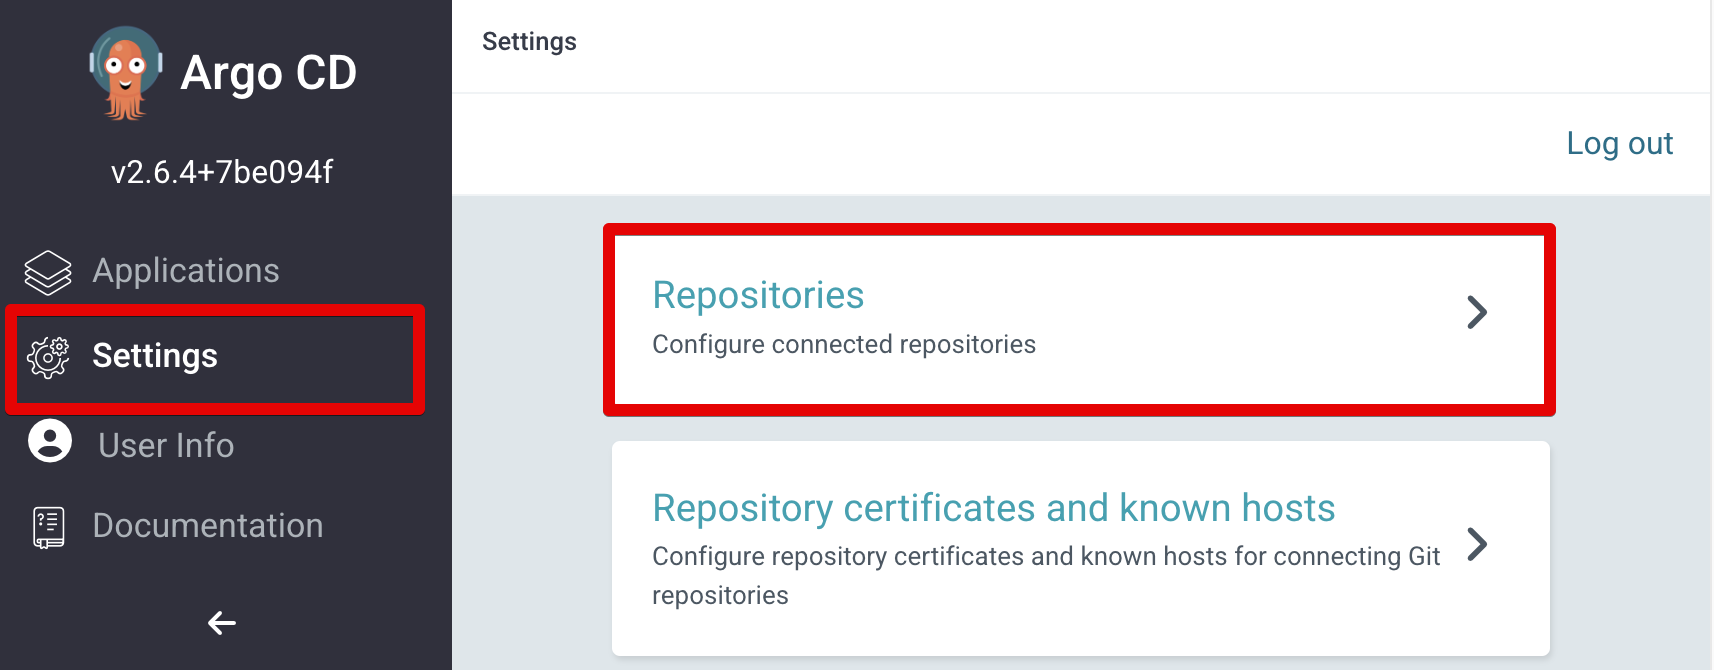 Argo CD
v2.6.4+7be094f
Applications
Settings
User Info
Documentation
Settings
Log out
Repositories
Configure connected repositories
Repository certificates and known hosts
Configure repository certificates and known hosts for connecting Git
repositories